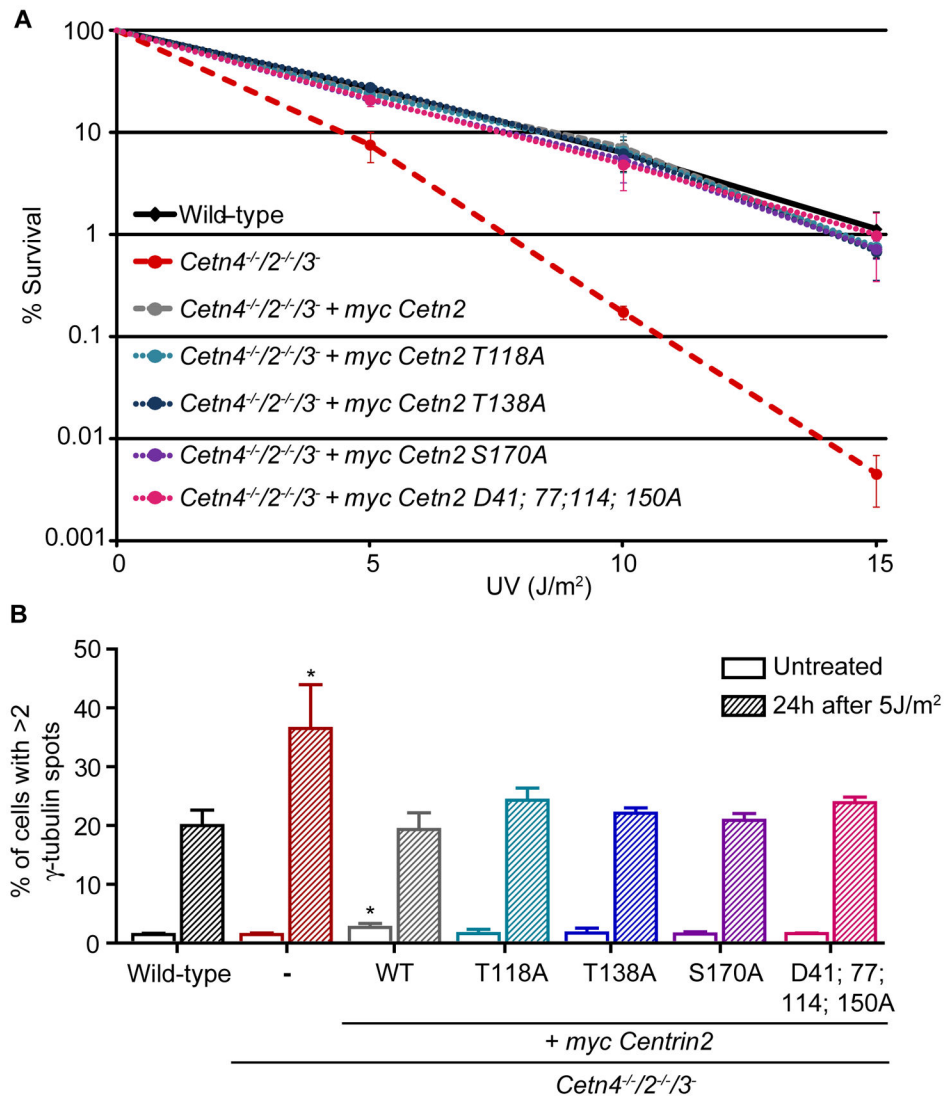 A
100
10
1
0.1
0.01
0.001
% Survival
Wild–type
Cetn4-/-/2-/-/3-
Cetn4-/-/2-/-/3- + myc Cetn2
Cetn4-/-/2-/-/3- + myc Cetn2 T118A
Cetn4-/-/2-/-/3- + myc Cetn2 T138A
Cetn4-/-/2-/-/3- + myc Cetn2 S170A
Cetn4-/-/2-/-/3- + myc Cetn2 D41; 77;114; 150A
0 5 10 15
UV (J/m²)
B
50
40
30
20
10
0
% of cells with >2
γ-tubulin spots
* *
Untreated
24h after 5J/m²
Wild-type - WT T118A T138A S170A D41; 77;
114; 150A
+ myc Centrin2
Cetn4-/-/2-/-/3-